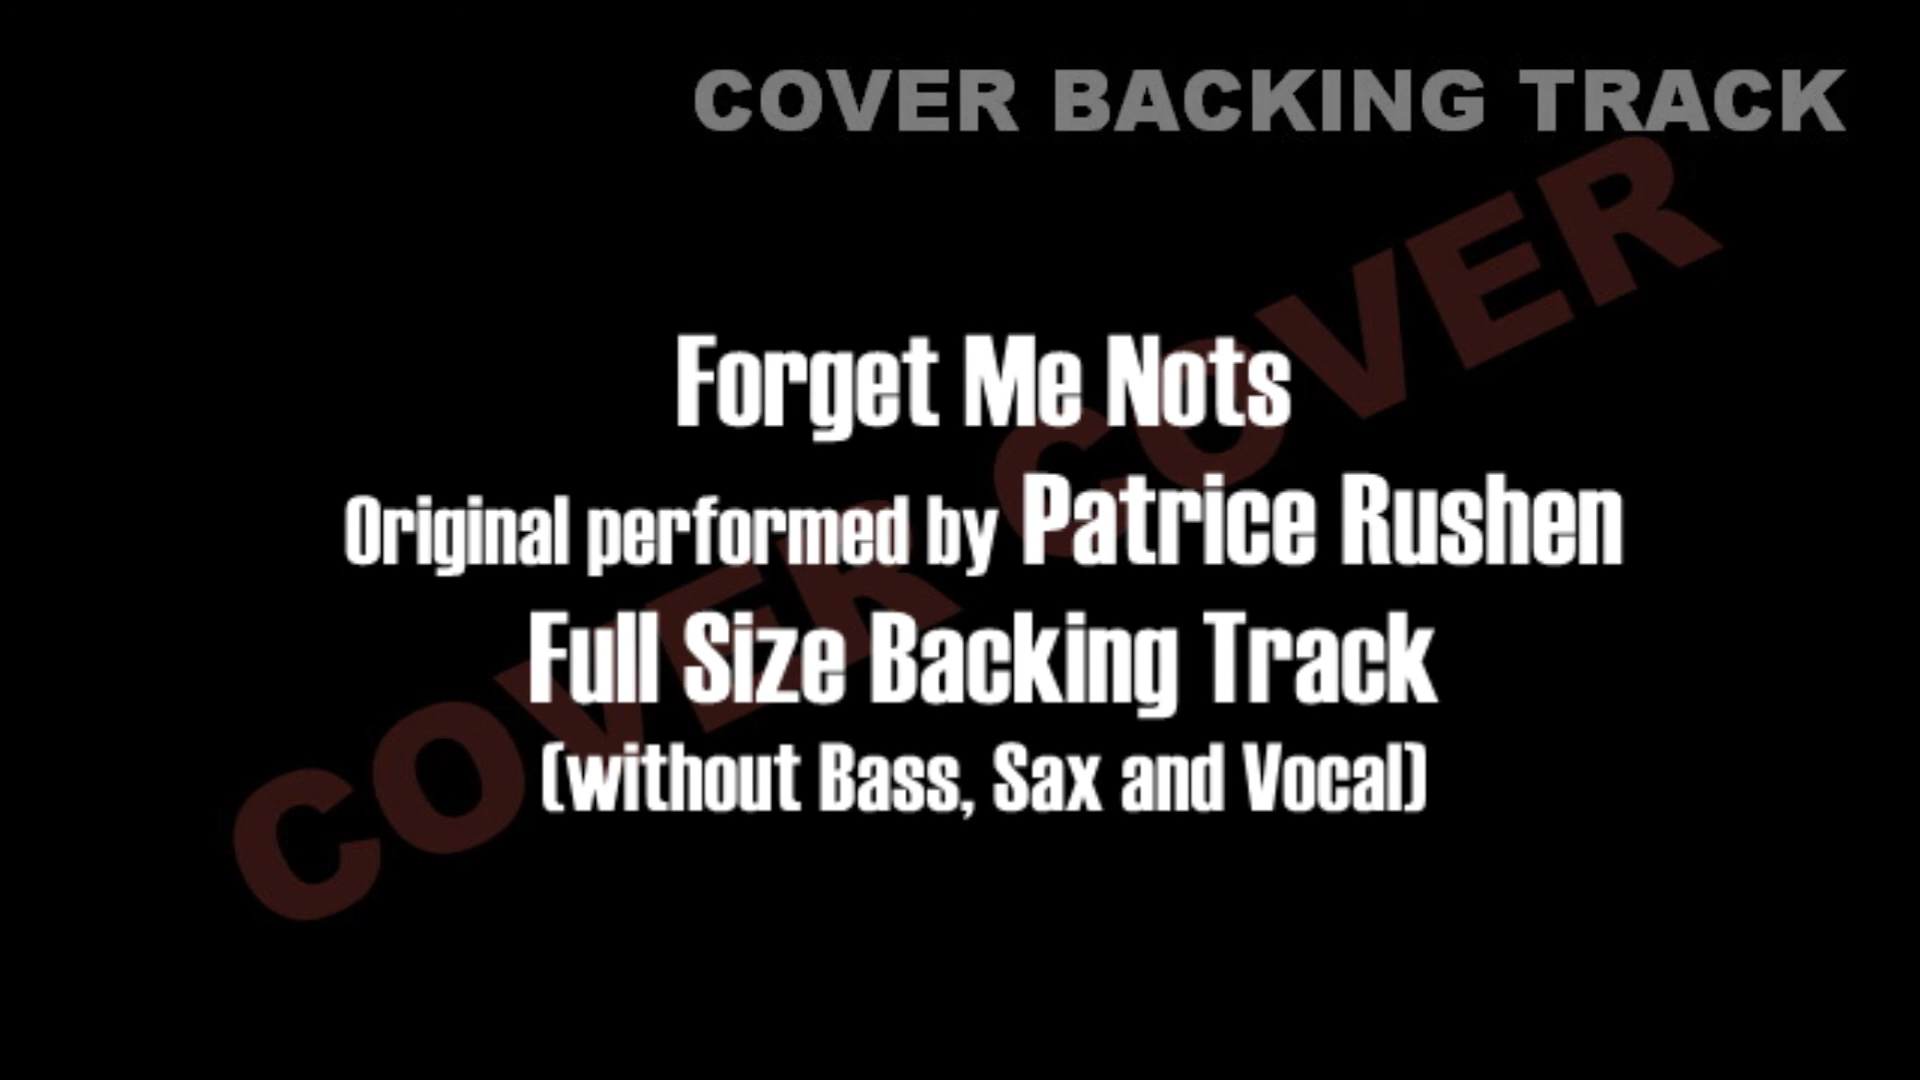 COVER BACKING TRACK
Forget Me Nots
Original performed by Patrice Rushen
Full Size Backing Track
(without Bass, Sax and Vocal)
COVER COVER